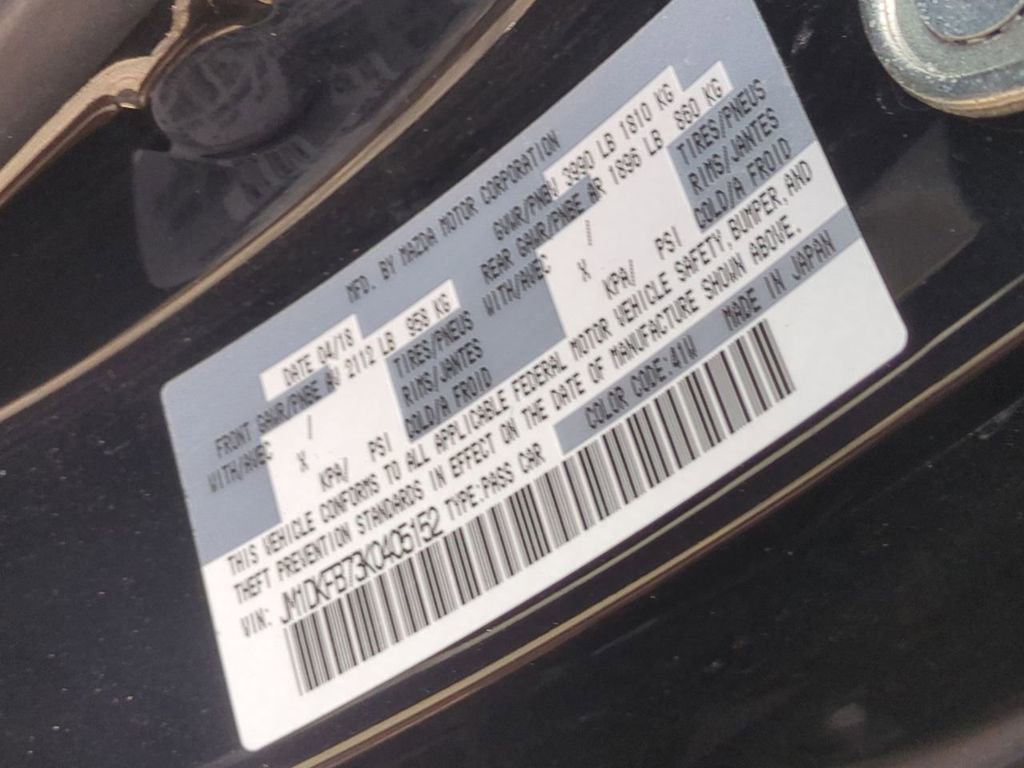 MFD. BY MAZDA MOTOR CORPORATION
DATE 04/18 GVWR/PNBV 3990 LB 1810 KG
FRONT GAWR/PNBE AV 2112 LB 958 KG REAR GAWR/PNBE AR 1896 LB 860 KG
WITH/AVEC / TIRES/PNEUS WITH/AVEC / TIRES/PNEUS
X RIMS/JANTES X RIMS/JANTES
KPA/ PSI COLD/A FROID KPA/ PSI COLD/A FROID
THIS VEHICLE CONFORMS TO ALL APPLICABLE FEDERAL MOTOR VEHICLE SAFETY, BUMPER, AND
THEFT PREVENTION STANDARDS IN EFFECT ON THE DATE OF MANUFACTURE SHOWN ABOVE.
VIN: JM1DKFB73K0405152 TYPE:PASS CAR COLOR CODE:41W MADE IN JAPAN